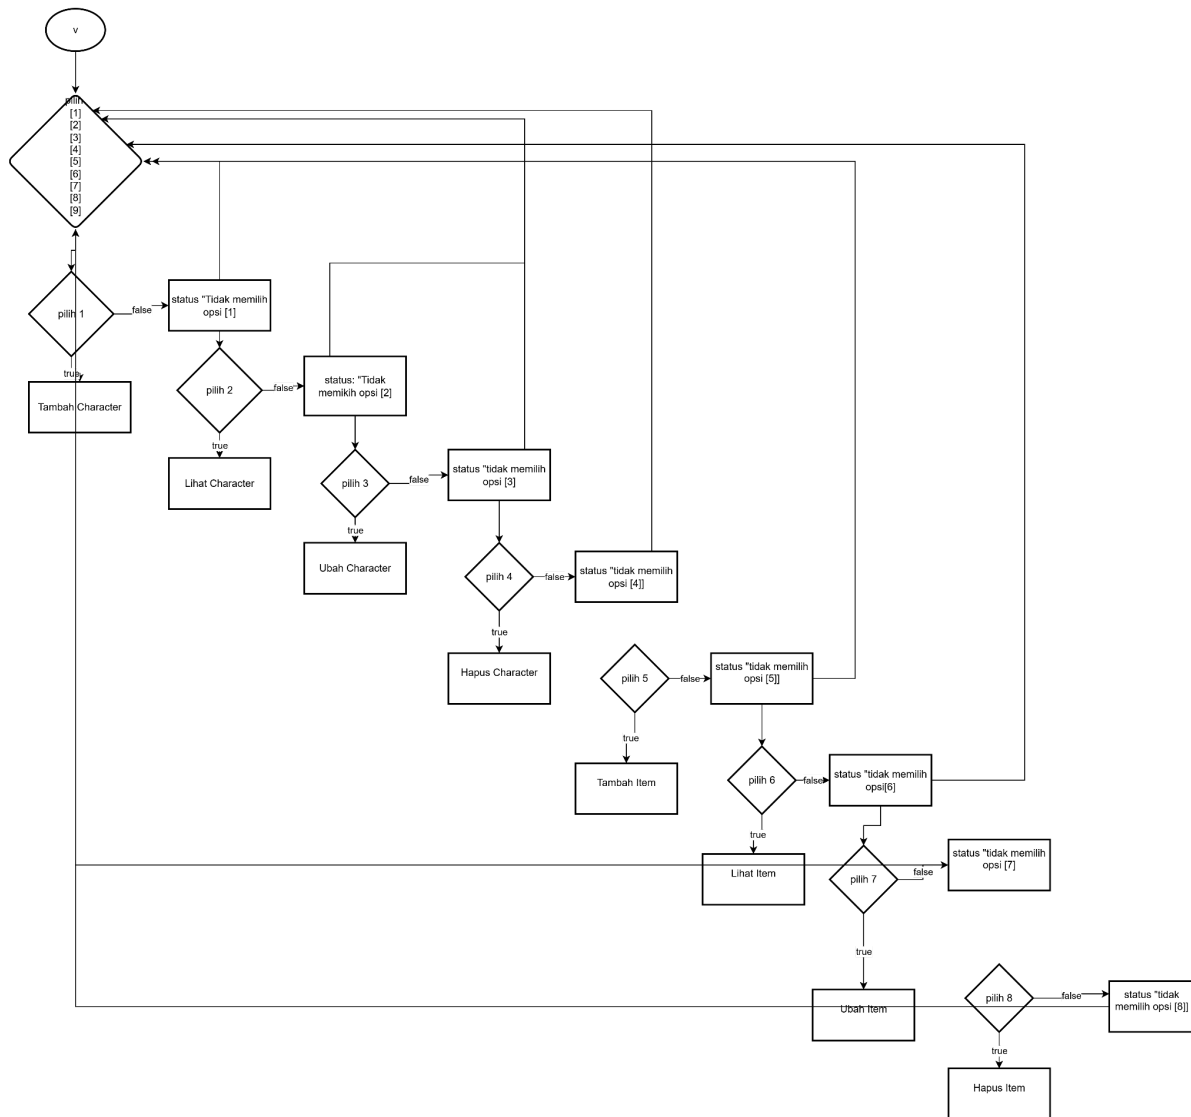 v
pilih
[1]
[2]
[3]
[4]
[5]
[6]
[7]
[8]
[9]
pilih 1
false
status "Tidak memilih
opsi [1]
true
Tambah Character
pilih 2
false
status: "Tidak
memikih opsi [2]
true
Lihat Character
pilih 3
false
status "tidak memilih
opsi [3]
true
Ubah Character
pilih 4
false
status "tidak memilih
opsi [4]]
true
Hapus Character
pilih 5
false
status "tidak memilih
opsi [5]]
true
Tambah Item
pilih 6
false
status "tidak memilih
opsi[6]
true
Lihat Item
pilih 7
false
status "tidak memilih
opsi [7]
true
Ubah Item
pilih 8
false
status "tidak
memilih opsi [8]]
true
Hapus Item